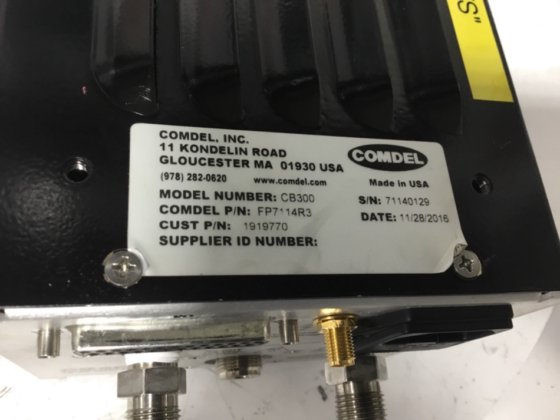 COMDEL, INC.
11 KONDELIN ROAD
GLOUCESTER MA 01930 USA
COMDEL
(978) 282-0620 www.comdel.com
Made in USA
MODEL NUMBER: CB300
S/N: 71140129
COMDEL P/N: FP7114R3
DATE: 11/28/2016
CUST P/N: 1919770
SUPPLIER ID NUMBER:
"S